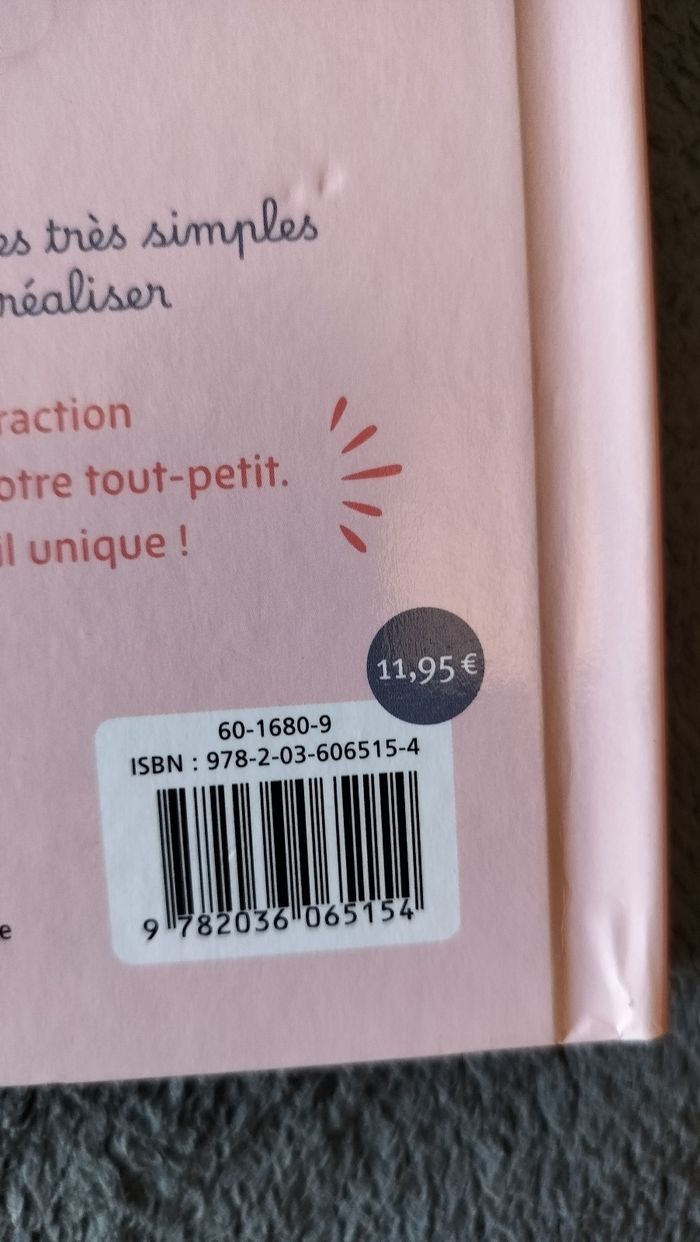 es très simples
réaliser
raction
otre tout-petit.
il unique !
11,95 €
60-1680-9
ISBN : 978-2-03-606515-4
9 782036 065154
e